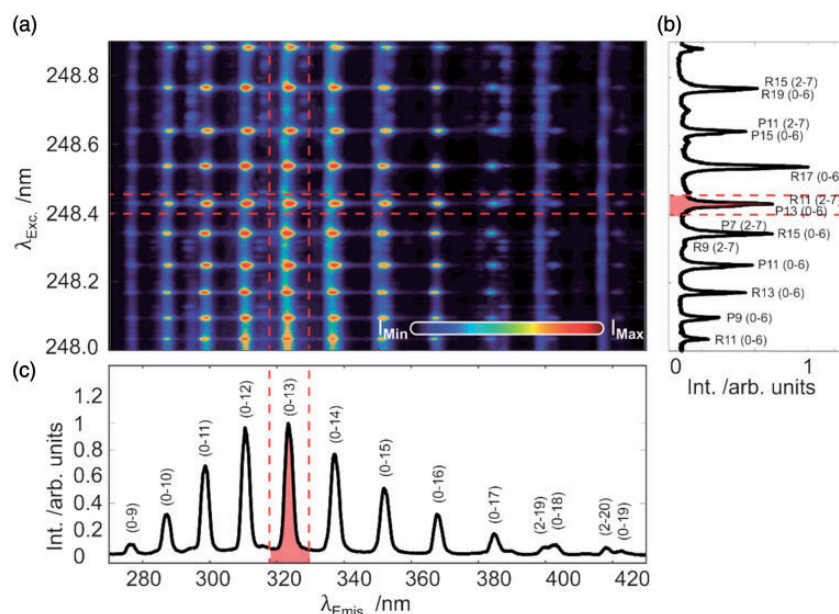 (a)
248.8
248.6
248.4
248.2
248.0
λExc. /nm
IMin
IMax
(b)
R15 (2-7)
R19 (0-6)
P11 (2-7)
P15 (0-6)
R17 (0-6
R11 (2-7)
P13 (0-6)
P7 (2-7)
R15 (0-6)
R9 (2-7)
P11 (0-6)
R13 (0-6)
P9 (0-6)
R11 (0-6)
0
1
Int. /arb. units
(c)
Int. /arb. units
1.2
1
0.8
0.6
0.4
0.2
0
(0-9)
(0-10)
(0-11)
(0-12)
(0-13)
(0-14)
(0-15)
(0-16)
(0-17)
(2-19)
(0-18)
(2-20)
(0-19)
280 300 320 340 360 380 400 420
λEmis /nm